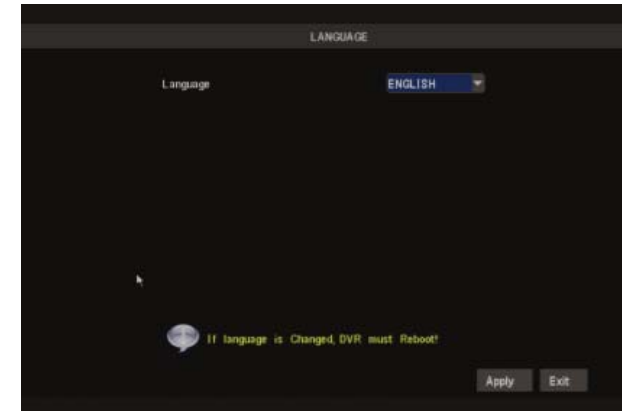 LANGUAGE
Language ENGLISH
If language is Changed, DVR must Reboot!
Apply Exit